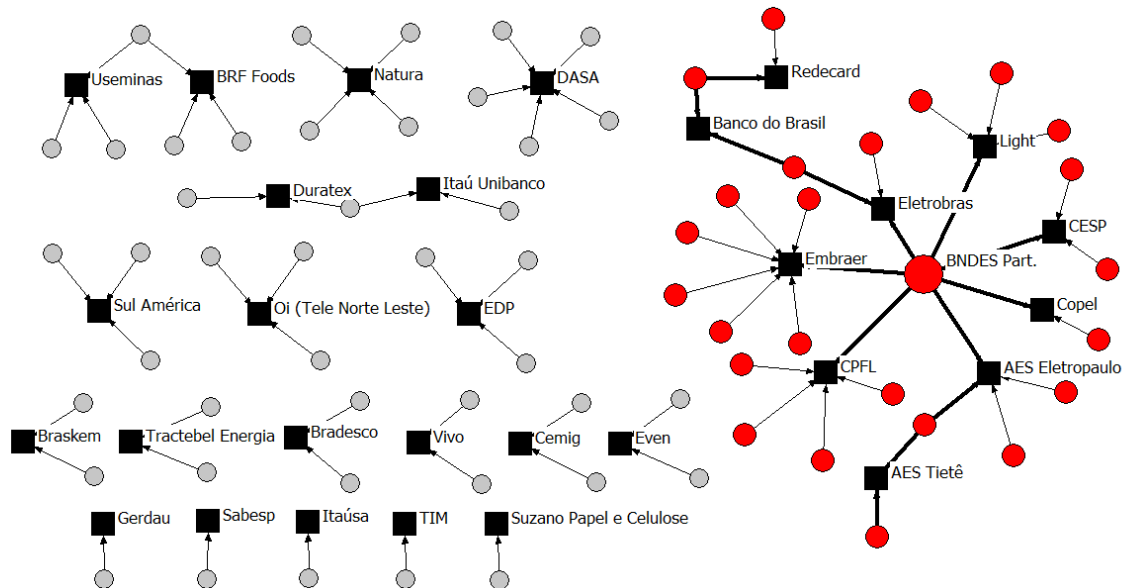 Useminas
BRF Foods
Natura
DASA
Redecard
Banco do Brasil
Light
Duratex
Itaú Unibanco
Eletrobras
CESP
Embraer
BNDES Part.
Sul América
Oi (Tele Norte Leste)
EDP
Copel
CPFL
AES Eletropaulo
Braskem
Tractebel Energia
Bradesco
Vivo
Cemig
Even
AES Tietê
Gerdau
Sabesp
Itaúsa
TIM
Suzano Papel e Celulose